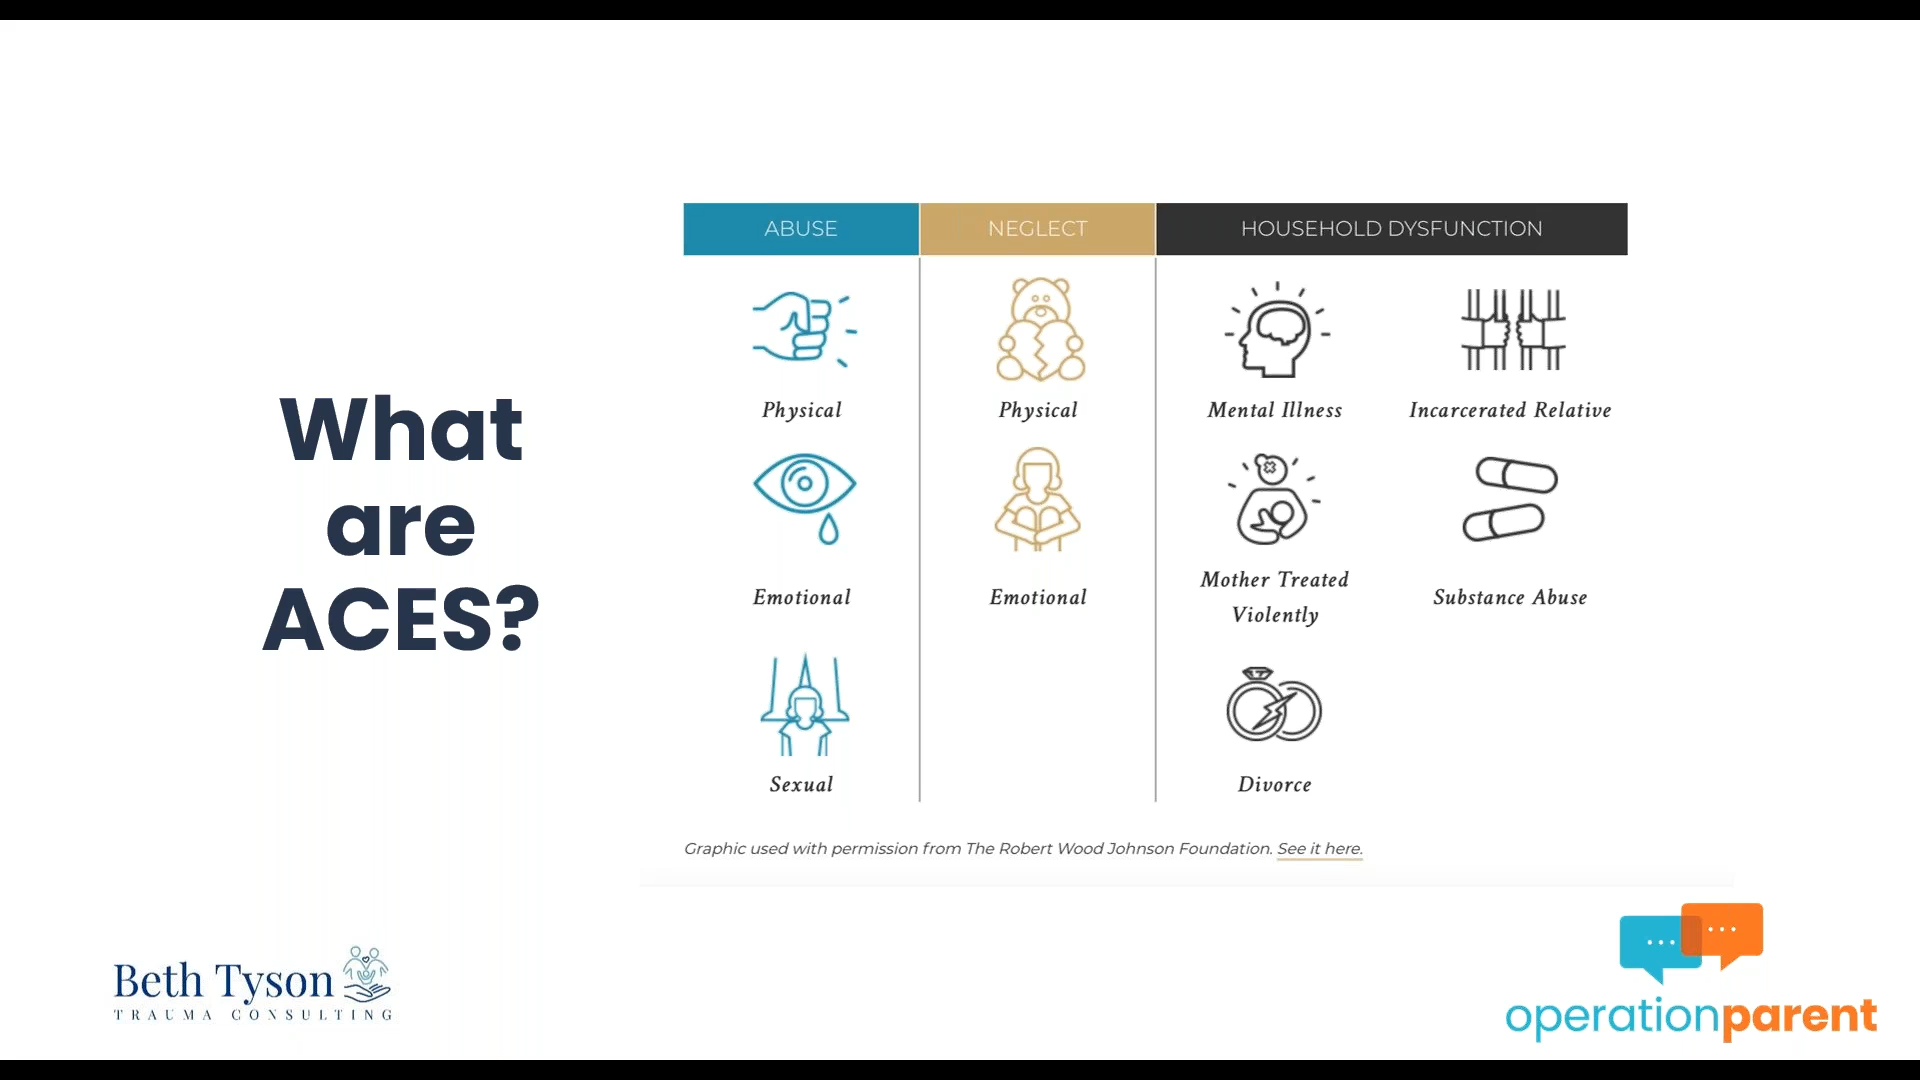 What
are
ACES?
ABUSE
NEGLECT
HOUSEHOLD DYSFUNCTION
Physical
Physical
Mental Illness
Incarcerated Relative
Emotional
Emotional
Mother Treated
Violently
Substance Abuse
Sexual
Divorce
Graphic used with permission from The Robert Wood Johnson Foundation. See it here.
Beth Tyson
TRAUMA CONSULTING
operationparent